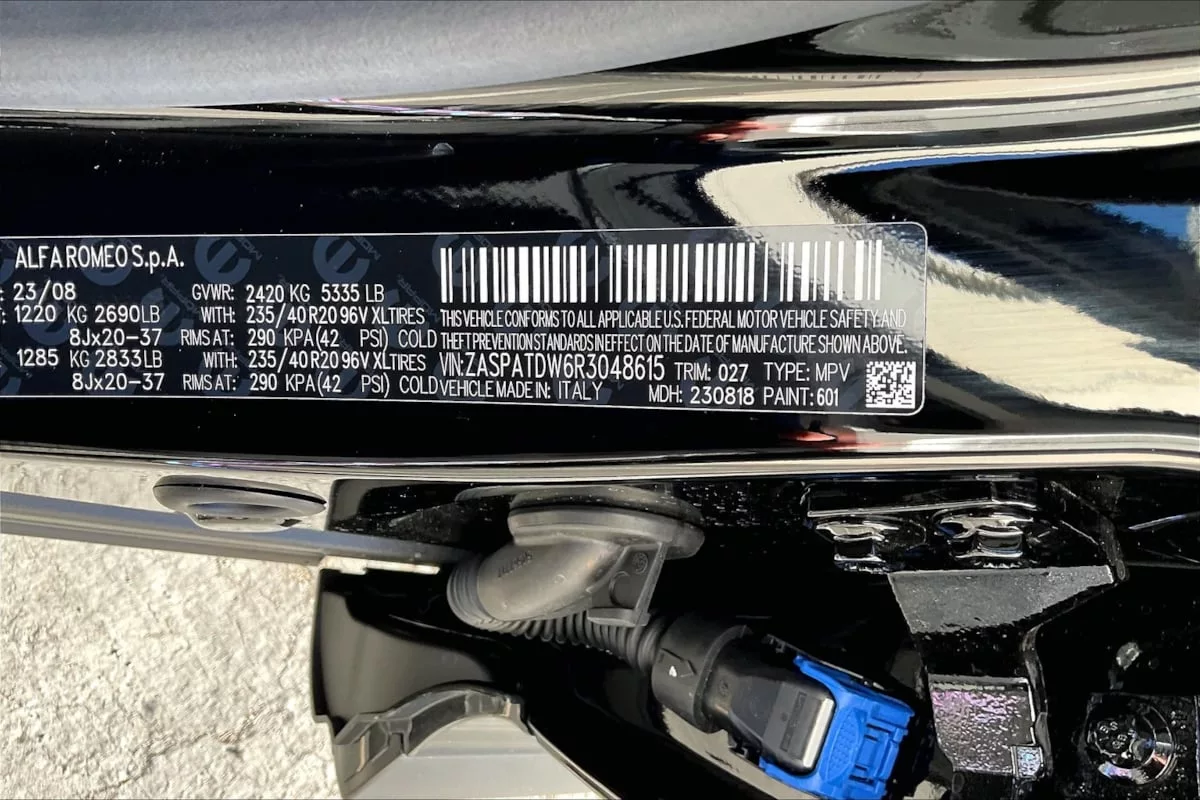 ALFA ROMEO S.p.A.
: 23/08 GVWR: 2420 KG 5335 LB
: 1220 KG 2690LB WITH: 235/40 R20 96V XLTIRES THIS VEHICLE CONFORMS TO ALL APPLICABLE U.S. FEDERAL MOTOR VEHICLE SAFETY AND
8Jx20-37 RIMS AT: 290 KPA(42 PSI) COLD THEFT PREVENTION STANDARDS IN EFFECT ON THE DATE OF MANUFACTURE SHOWN ABOVE.
1285 KG 2833LB WITH: 235/40 R20 96V XLTIRES VIN:ZASPATDW6R3048615 TRIM: 027 TYPE: MPV
8Jx20-37 RIMS AT: 290 KPA(42 PSI) COLD VEHICLE MADE IN: ITALY MDH: 230818 PAINT: 601